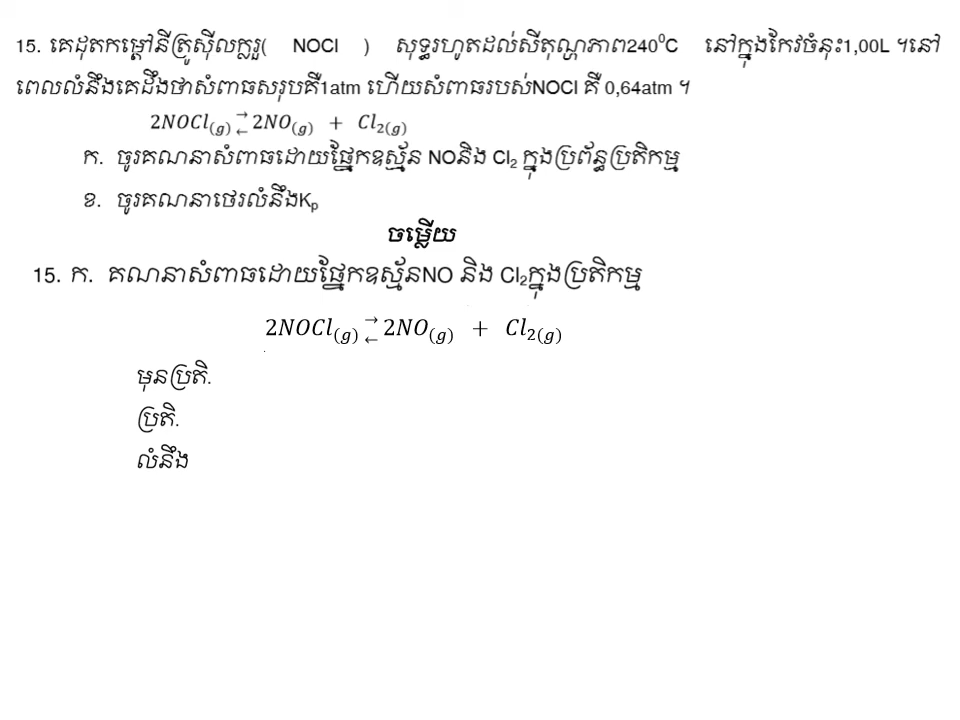 15. គេដុតកម្ដៅនីត្រូស៊ីលក្លរួ( NOCl ) សុទ្ធរហូតដល់សីតុណ្ហភាព240⁰C នៅក្នុងកែវចំនុះ1,00L ។នៅ
ពេលលំនឹងគេដឹងថាសំពាធសរុបគឺ1atm ហើយសំពាធរបស់NOCl គឺ 0,64atm ។
2NOCl(g) ⇄ 2NO(g) + Cl2(g)
ក. ចូរគណនាសំពាធដោយផ្នែកឧស្ម័ន NOនិង Cl₂ ក្នុងប្រព័ន្ធប្រតិកម្ម
ខ. ចូរគណនាថេរលំនឹងKₚ
ចម្លើយ
15. ក. គណនាសំពាធដោយផ្នែកឧស្ម័នNO និង Cl₂ក្នុងប្រតិកម្ម
2NOCl(g) ⇄ 2NO(g) + Cl2(g)
មុនប្រតិ.
ប្រតិ.
លំនឹង